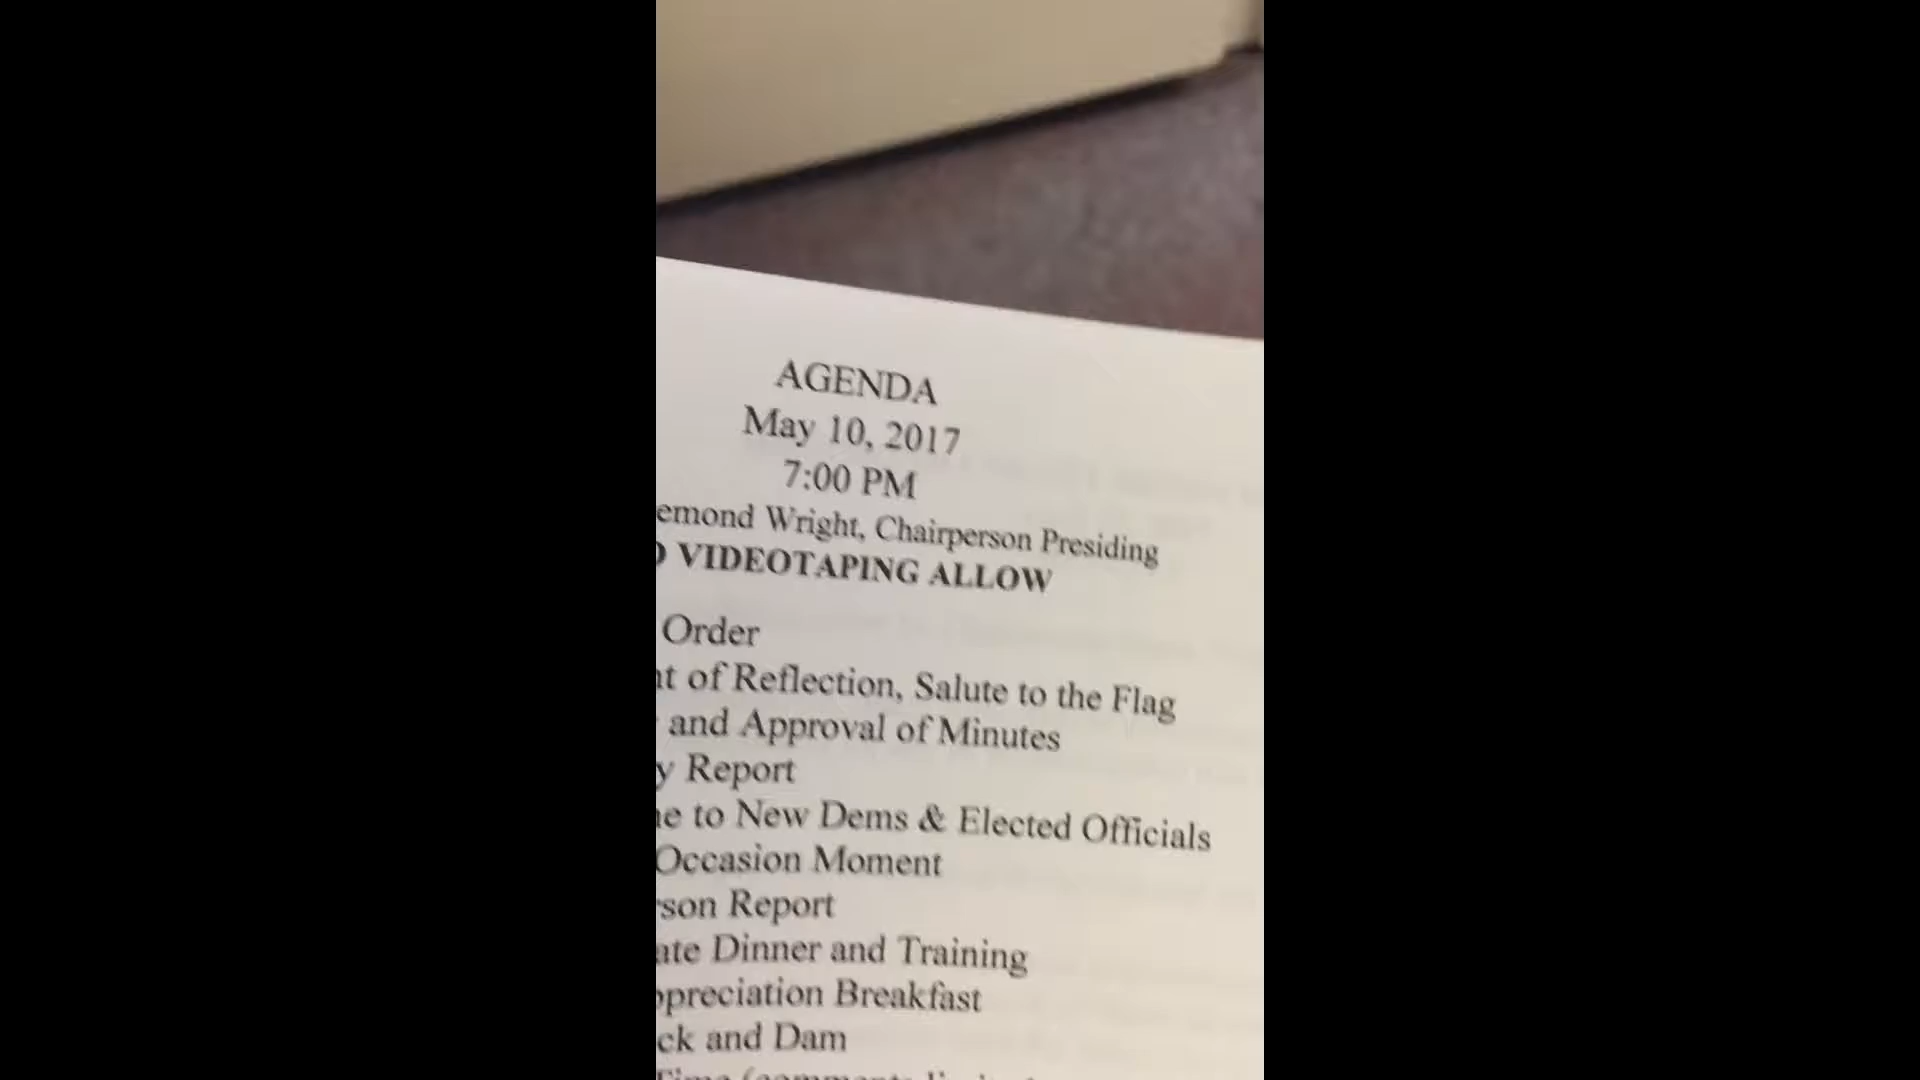 AGENDA
May 10, 2017
7:00 PM
emond Wright, Chairperson Presiding
VIDEOTAPING ALLOW
Order
of Reflection, Salute to the Flag
and Approval of Minutes
Report
to New Dems & Elected Officials
Occasion Moment
rson Report
ate Dinner and Training
ppreciation Breakfast
ck and Dam